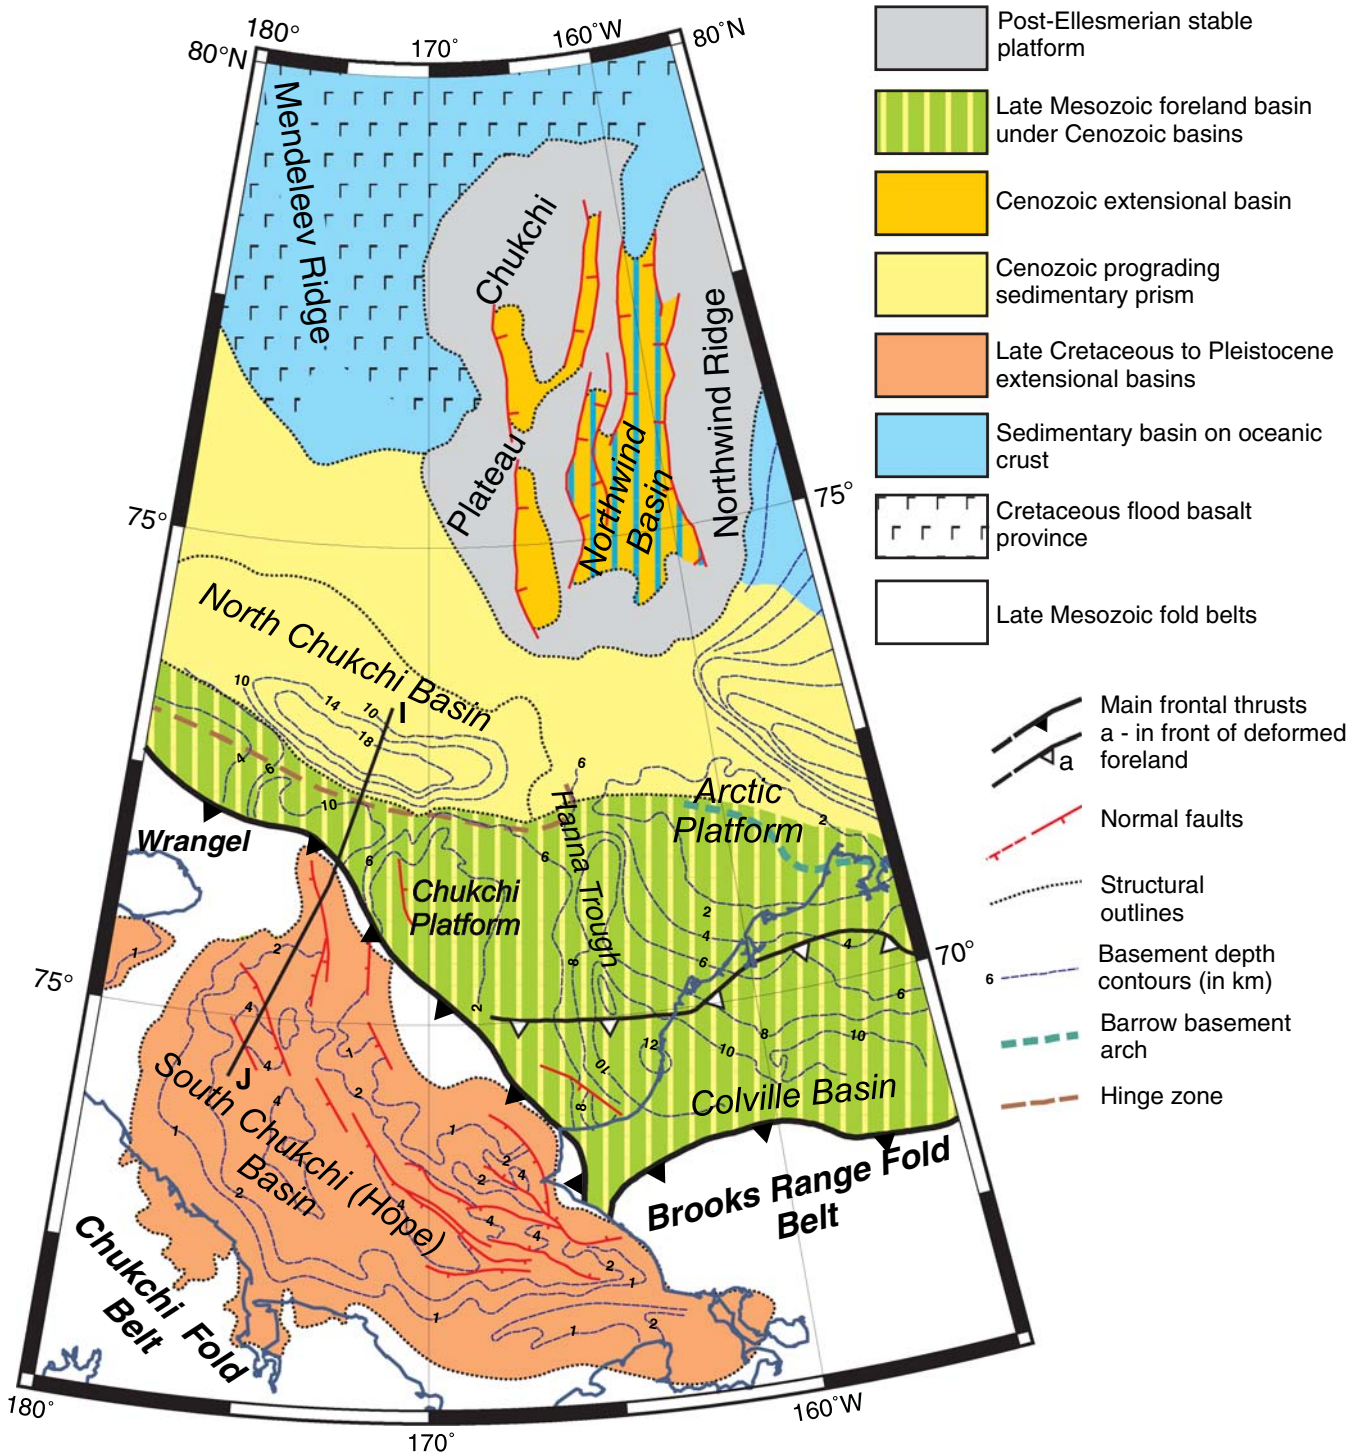 180°
170°
160°W
80°N
80°N
Mendeleev Ridge
Chukchi
Plateau
Northwind
Basin
Northwind Ridge
75°
75°
North Chukchi Basin
10
14
10
18
I
4
6
10
6
6
6
Hanna Trough
Arctic
Platform
2
Wrangel
Chukchi
Platform
2
4
6
8
2
4
6
70°
1
2
75°
4
4
4
J
1
2
2
1
South Chukchi (Hope)
Basin
12
10
8
10
10
8
Colville Basin
1
2
2
4
4
4
4
2
1
1
1
2
Brooks Range Fold
Belt
Chukchi Fold
Belt
180°
170°
160°W
Post-Ellesmerian stable
platform
Late Mesozoic foreland basin
under Cenozoic basins
Cenozoic extensional basin
Cenozoic prograding
sedimentary prism
Late Cretaceous to Pleistocene
extensional basins
Sedimentary basin on oceanic
crust
Cretaceous flood basalt
province
Late Mesozoic fold belts
Main frontal thrusts
a - in front of deformed
foreland
a
Normal faults
Structural
outlines
Basement depth
contours (in km)
6
Barrow basement
arch
Hinge zone